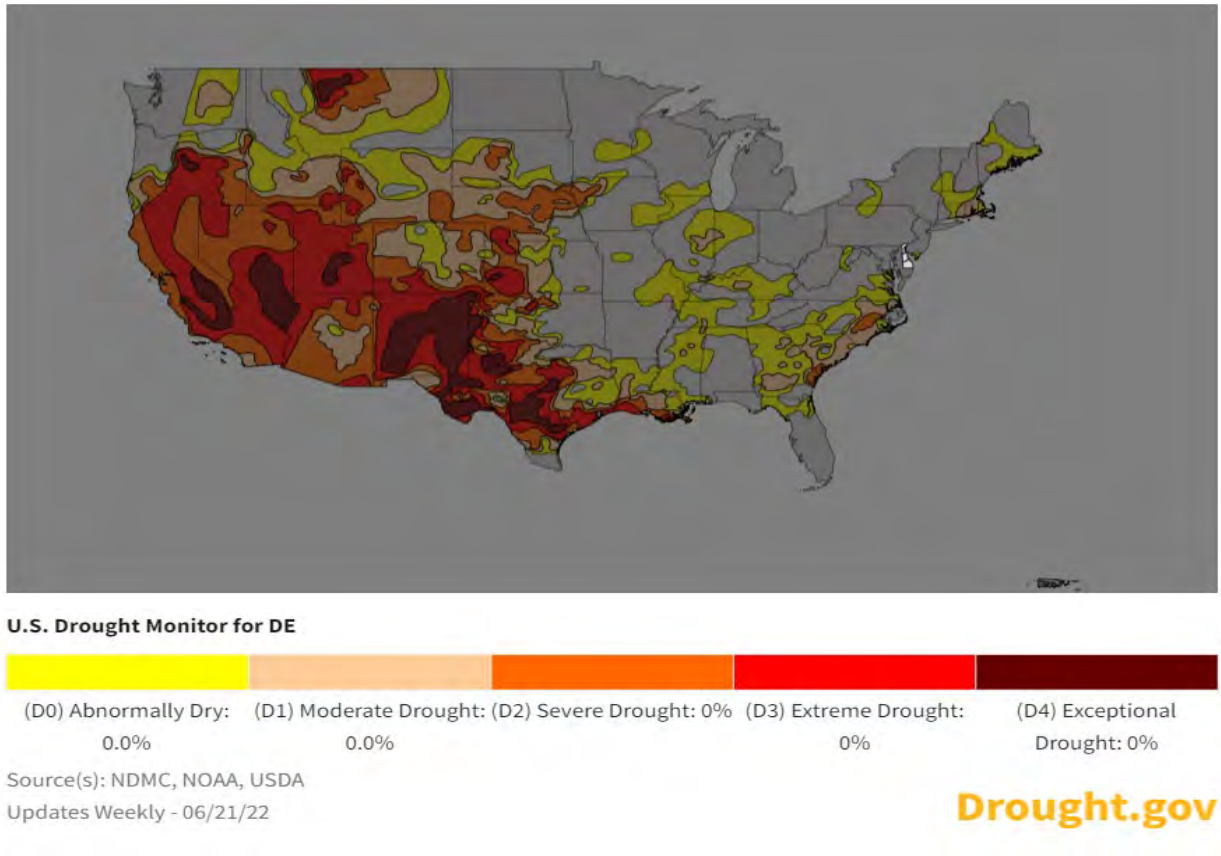 U.S. Drought Monitor for DE
(D0) Abnormally Dry: (D1) Moderate Drought: (D2) Severe Drought: 0% (D3) Extreme Drought: (D4) Exceptional
0.0% 0.0% 0% Drought: 0%
Source(s): NDMC, NOAA, USDA
Updates Weekly - 06/21/22
Drought.gov